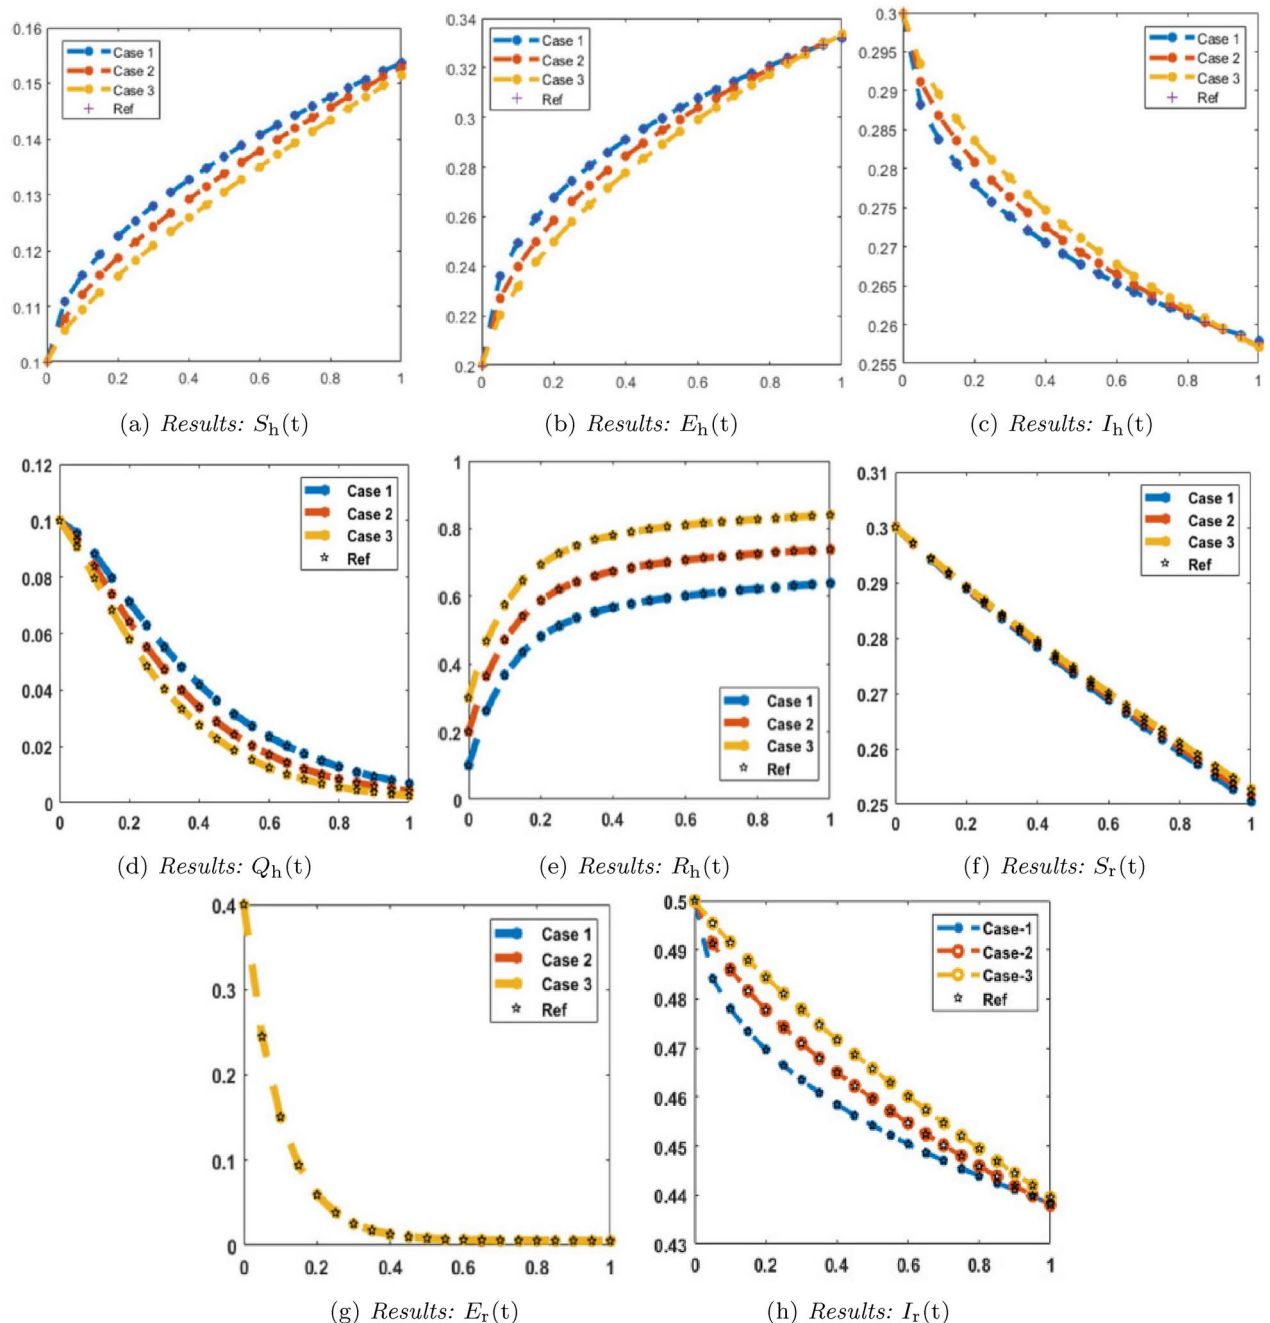 0.16
0.15
0.14
0.13
0.12
0.11
0.1
0 0.2 0.4 0.6 0.8 1
Case 1
Case 2
Case 3
Ref
(a) Results: Sh(t)
0.34
0.32
0.3
0.28
0.26
0.24
0.22
0.2
0 0.2 0.4 0.6 0.8 1
Case 1
Case 2
Case 3
Ref
(b) Results: Eh(t)
0.3
0.295
0.29
0.285
0.28
0.275
0.27
0.265
0.26
0.255
0 0.2 0.4 0.6 0.8 1
Case 1
Case 2
Case 3
Ref
(c) Results: Ih(t)
0.12
0.1
0.08
0.06
0.04
0.02
0
0 0.2 0.4 0.6 0.8 1
Case 1
Case 2
Case 3
Ref
(d) Results: Qh(t)
1
0.8
0.6
0.4
0.2
0
0 0.2 0.4 0.6 0.8 1
Case 1
Case 2
Case 3
Ref
(e) Results: Rh(t)
0.31
0.3
0.29
0.28
0.27
0.26
0.25
0 0.2 0.4 0.6 0.8 1
Case 1
Case 2
Case 3
Ref
(f) Results: Sr(t)
0.4
0.3
0.2
0.1
0
0 0.2 0.4 0.6 0.8 1
Case 1
Case 2
Case 3
Ref
(g) Results: Er(t)
0.5
0.49
0.48
0.47
0.46
0.45
0.44
0.43
0 0.2 0.4 0.6 0.8 1
Case-1
Case-2
Case-3
Ref
(h) Results: Ir(t)